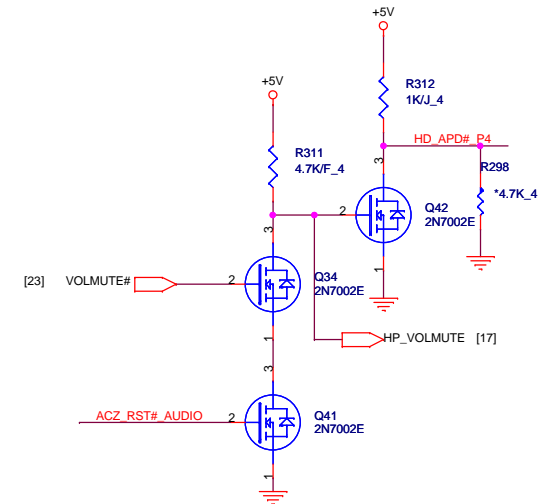 +5V
R312
1K/J_4
+5V
HD_APD#_P4
R311
4.7K/F_4
3
R298
*4.7K_4
2
Q42
2N7002E
3
1
[23] VOLMUTE#
2
Q34
2N7002E
1
HP_VOLMUTE [17]
3
ACZ_RST#_AUDIO
2
Q41
2N7002E
1